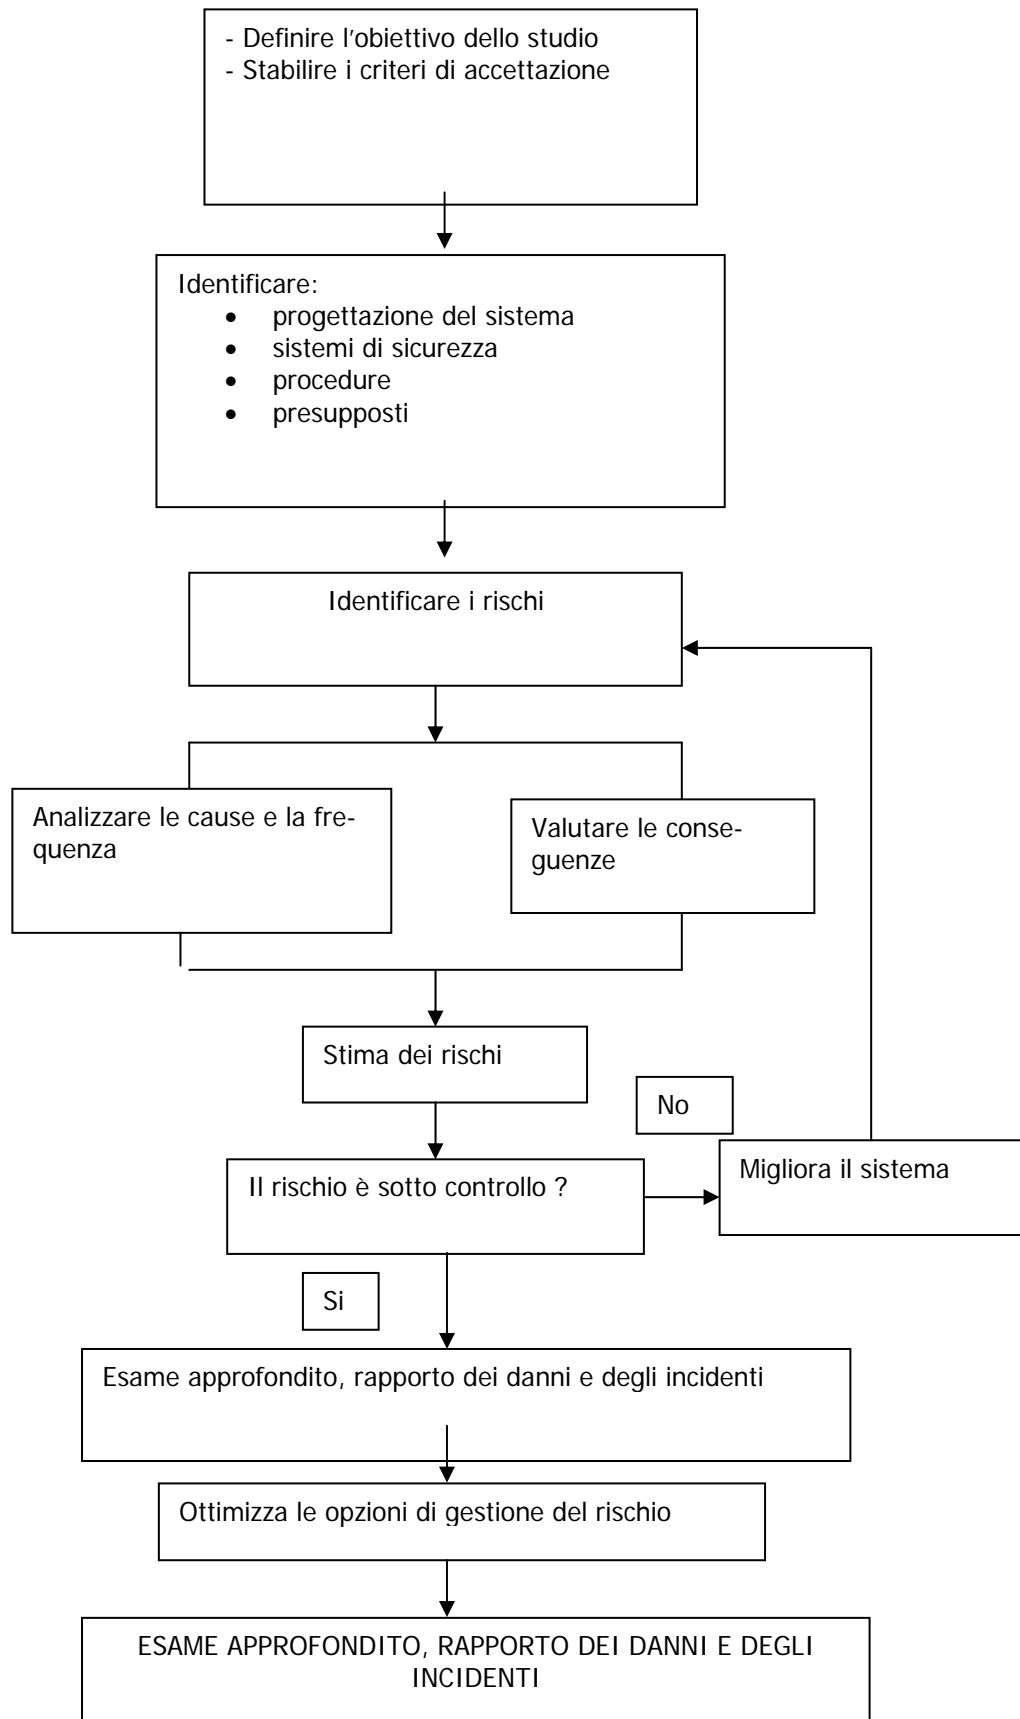 - Definire l'obiettivo dello studio
- Stabilire i criteri di accettazione
Identificare:
• progettazione del sistema
• sistemi di sicurezza
• procedure
• presupposti
Identificare i rischi
Analizzare le cause e la fre-
quenza
Valutare le conse-
guenze
Stima dei rischi
No
Il rischio è sotto controllo ?
Migliora il sistema
Si
Esame approfondito, rapporto dei danni e degli incidenti
Ottimizza le opzioni di gestione del rischio
ESAME APPROFONDITO, RAPPORTO DEI DANNI E DEGLI
INCIDENTI